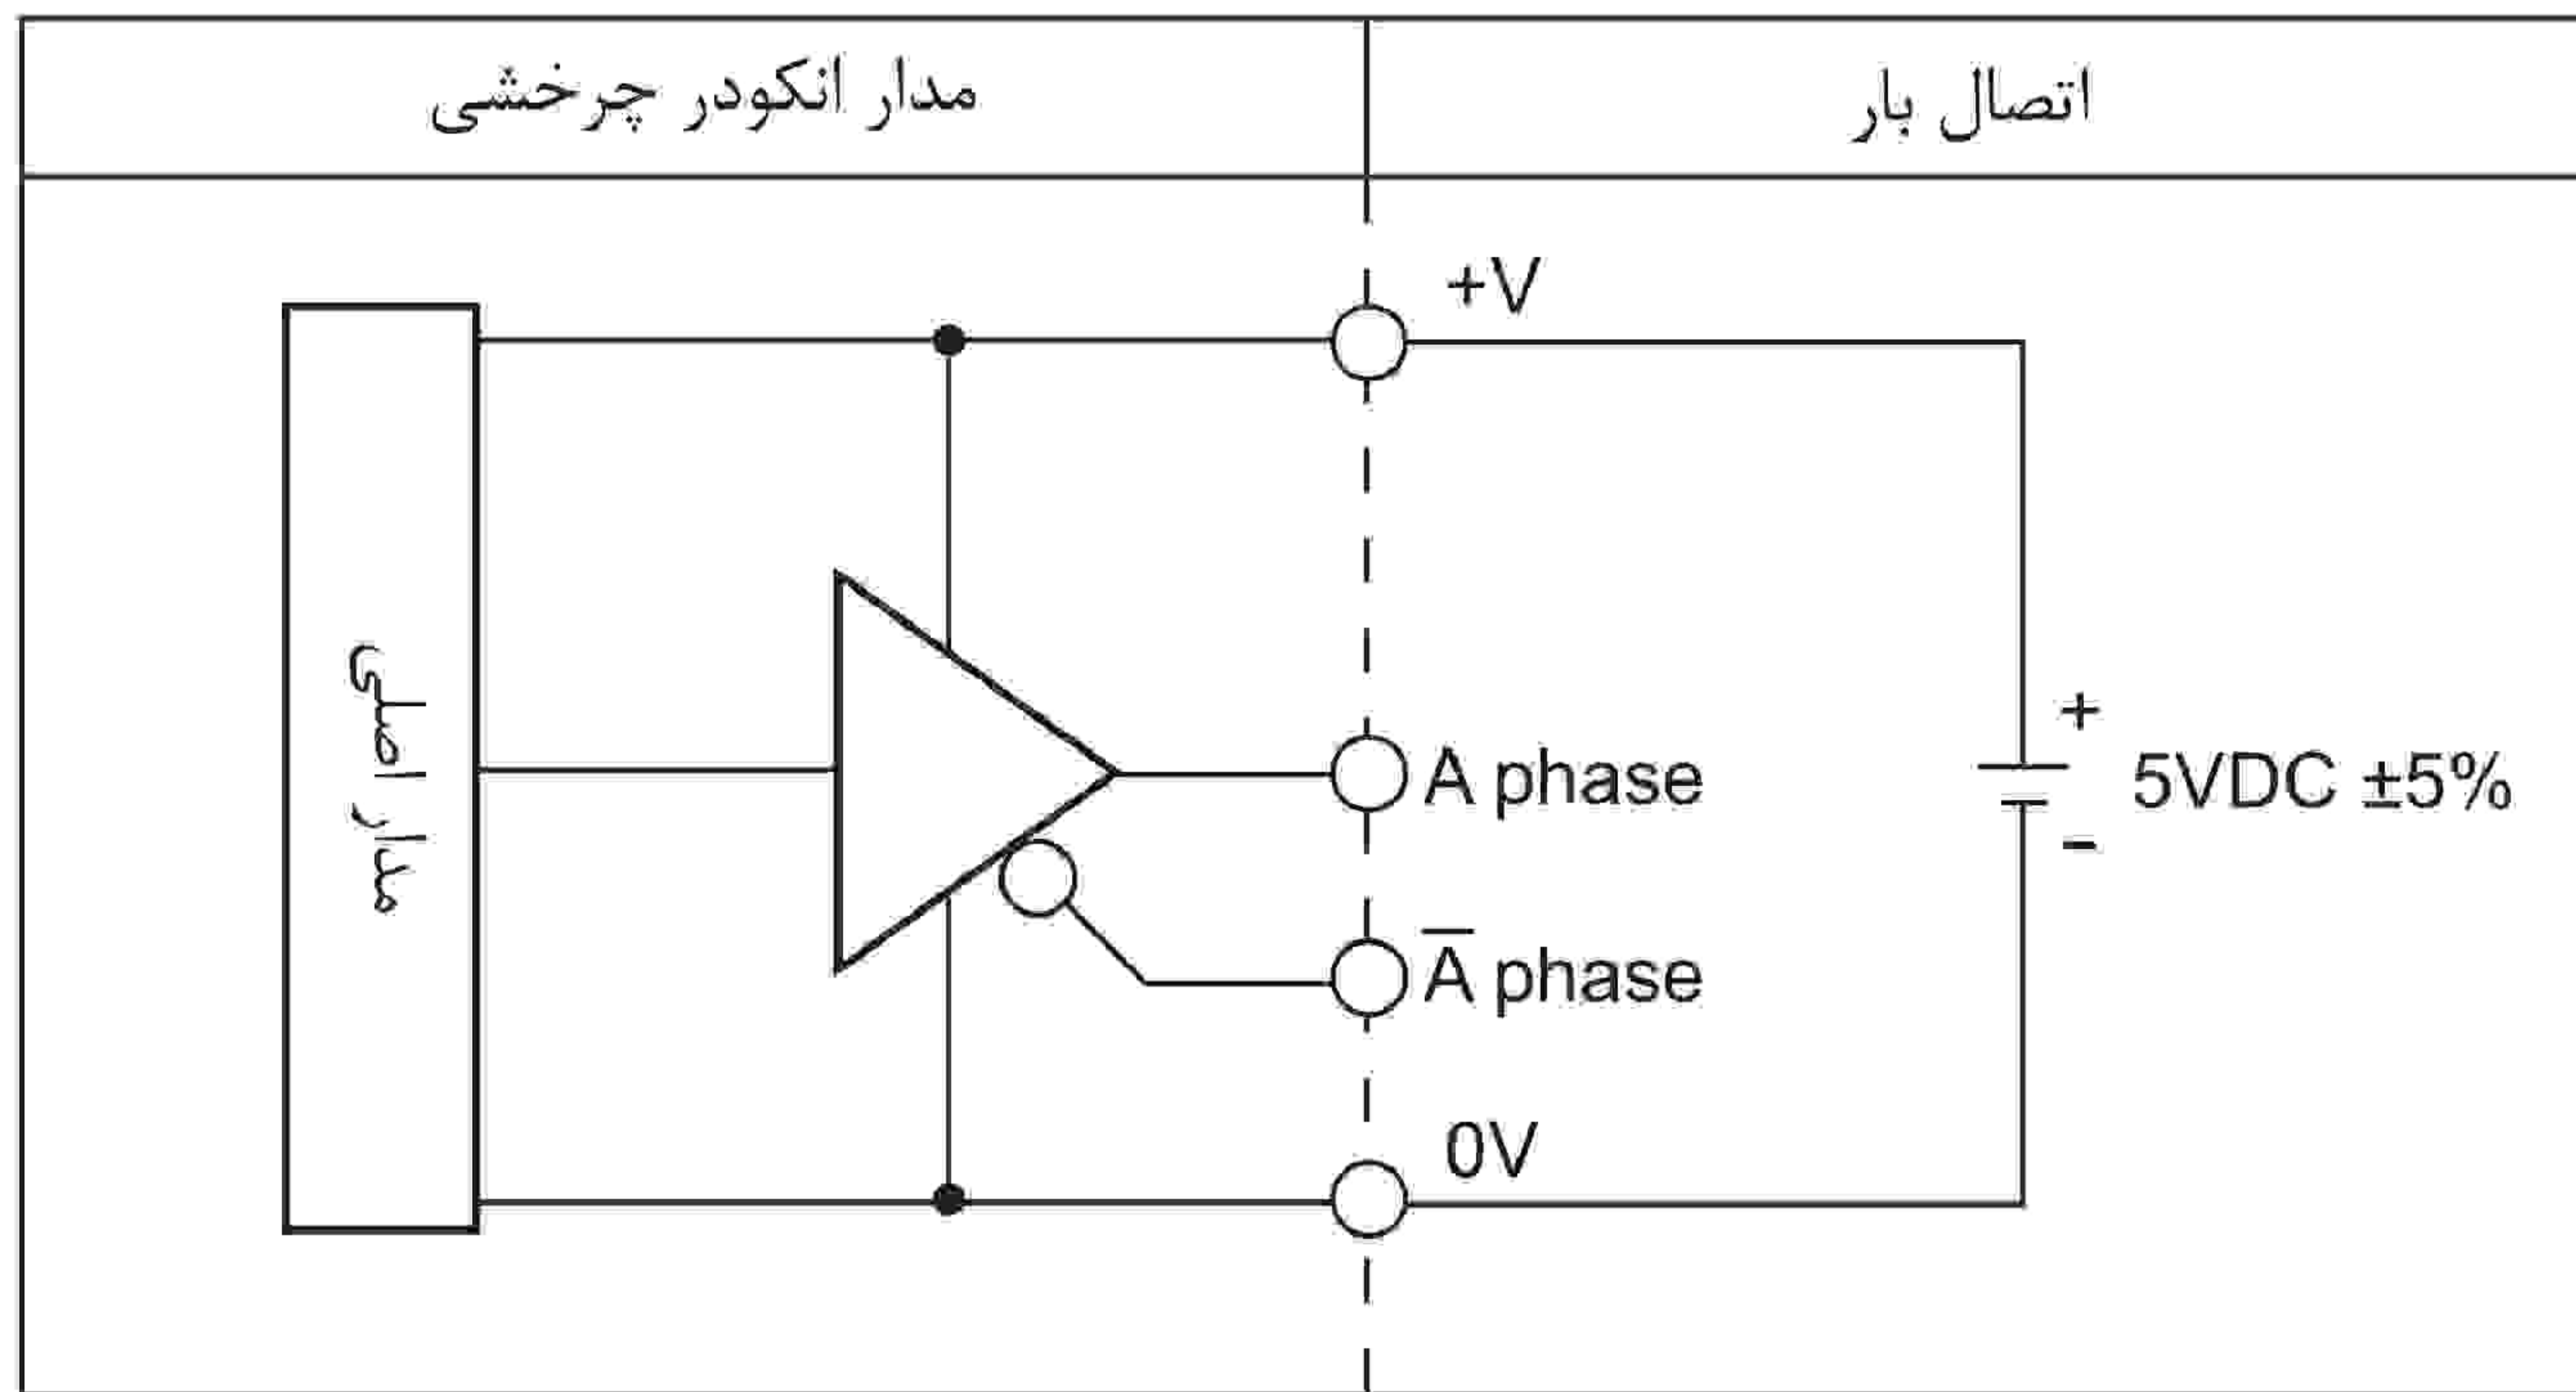 مدار انکودر چرخشی
اتصال بار
+V
مدار اصلی
A phase
+
5VDC ±5%
-
A̅ phase
0V